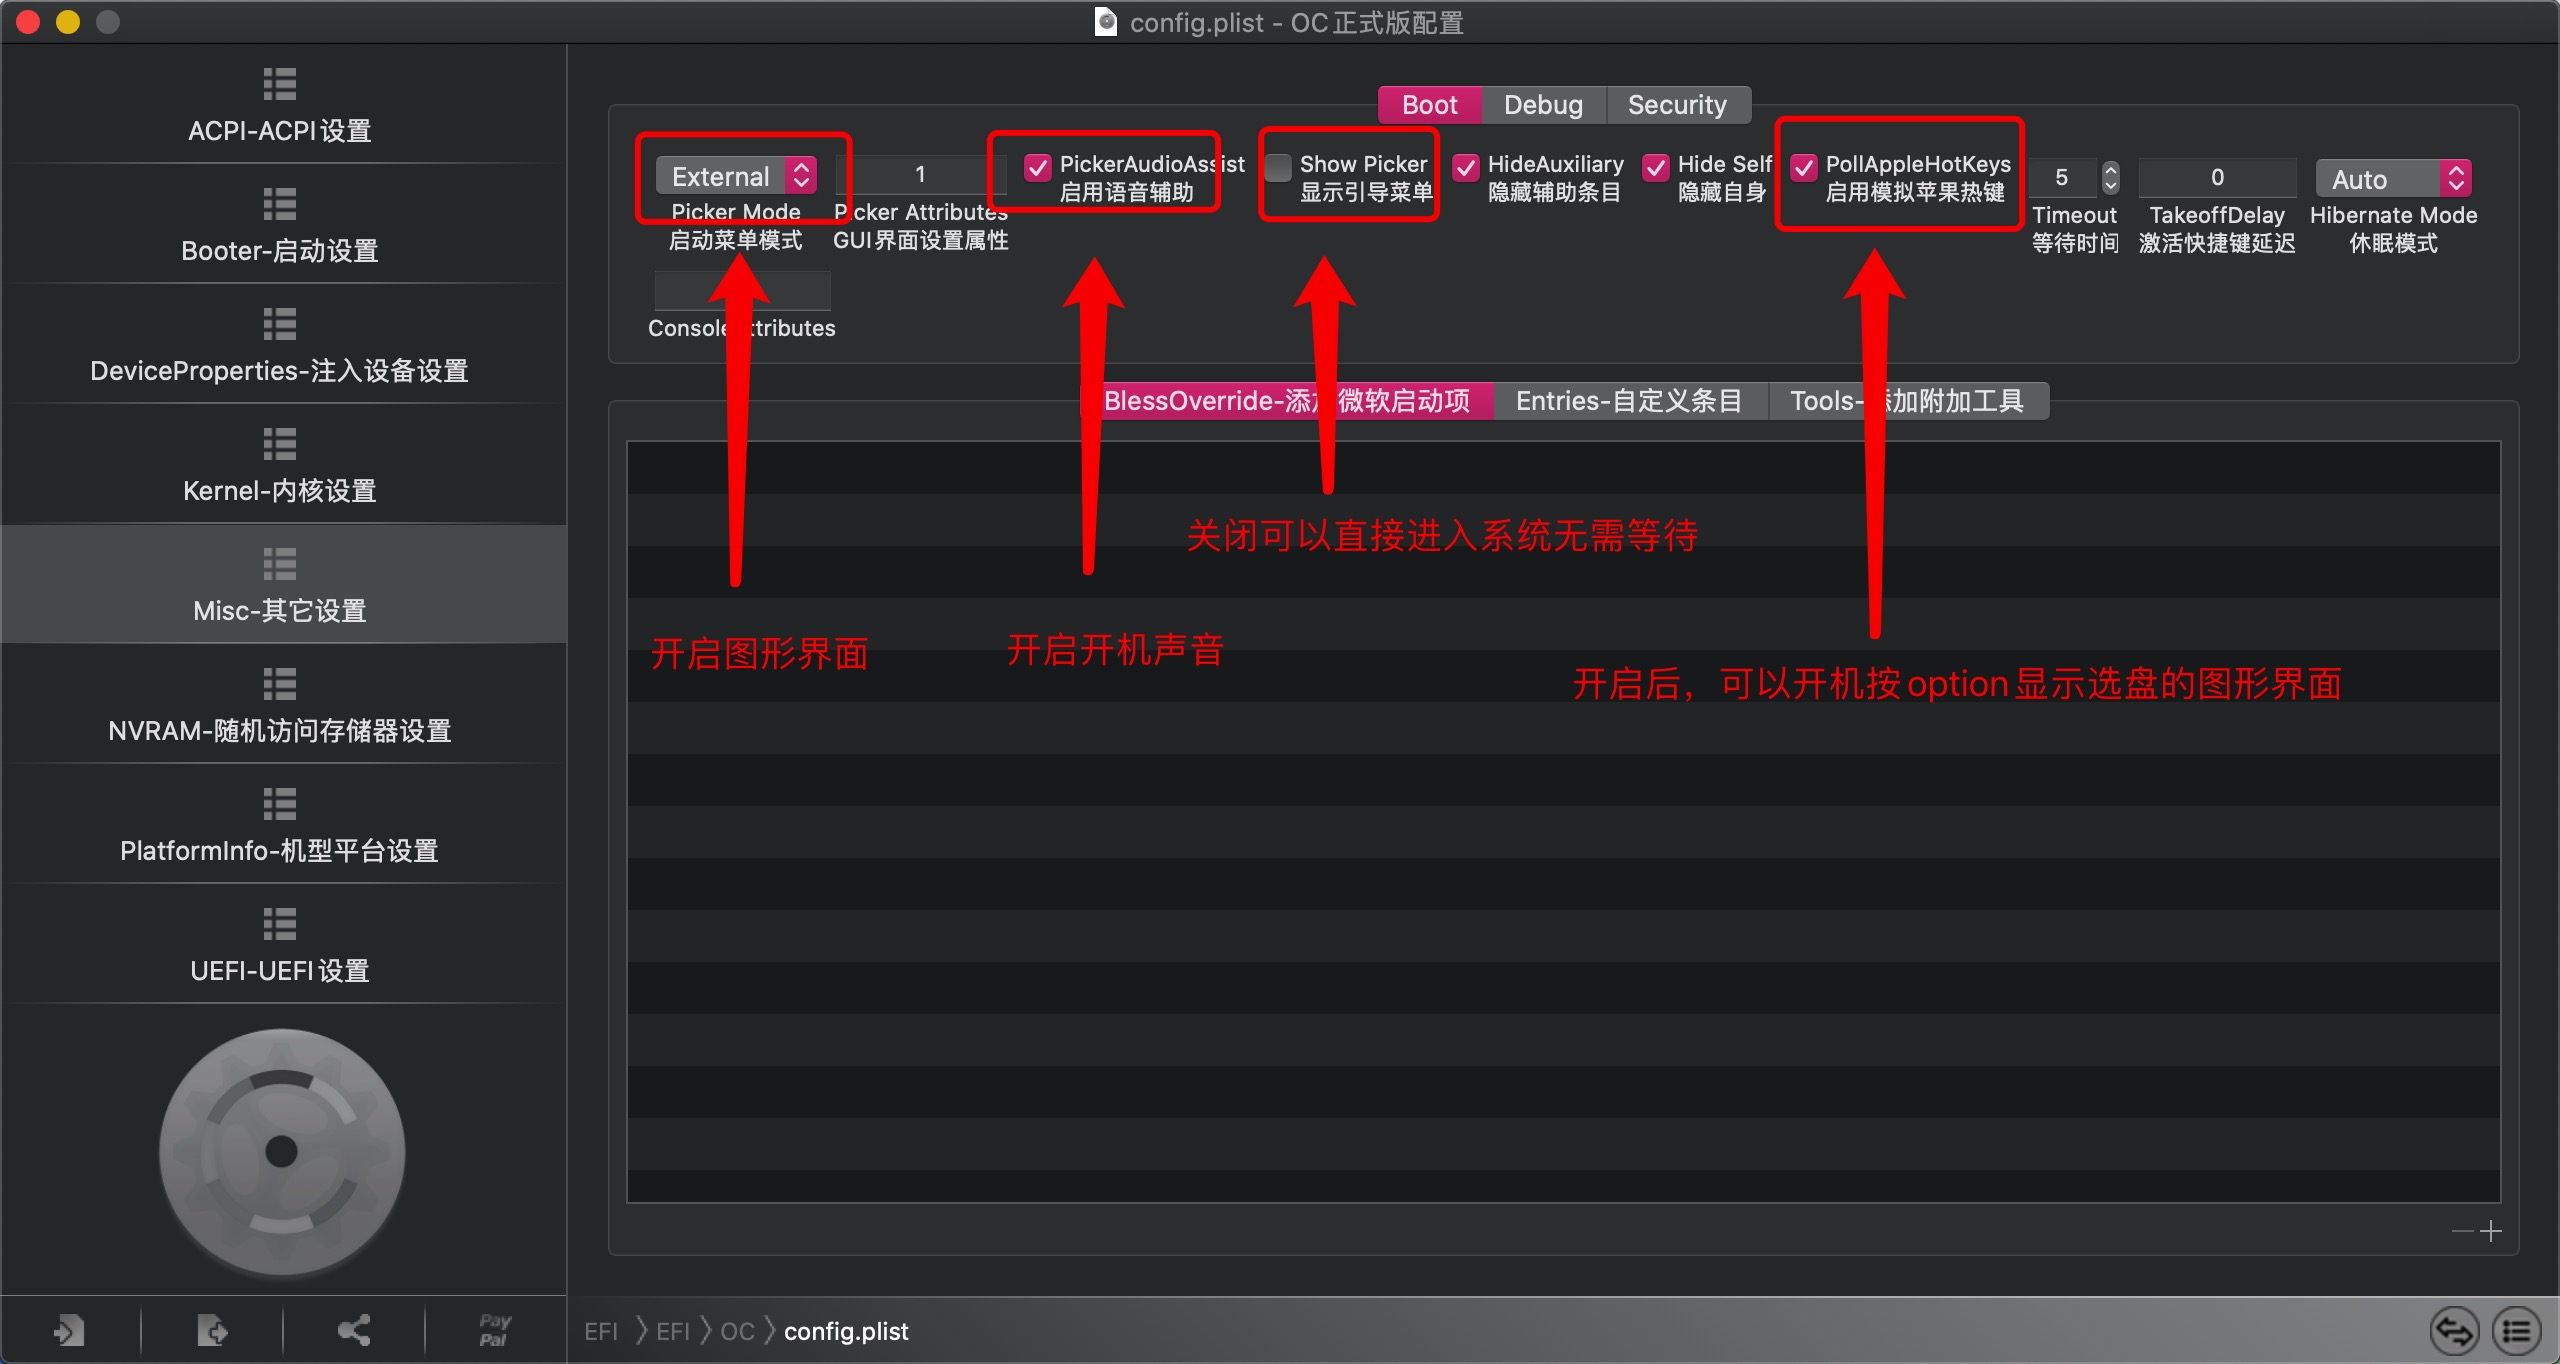 config.plist - OC正式版配置
ACPI-ACPI设置
Booter-启动设置
DeviceProperties-注入设备设置
Kernel-内核设置
Misc-其它设置
NVRAM-随机访问存储器设置
PlatformInfo-机型平台设置
UEFI-UEFI设置
Pay
Pal
Boot
Debug
Security
External
Picker Mode
启动菜单模式
1
Picker Attributes
GUI界面设置属性
PickerAudioAssist
启用语音辅助
Show Picker
显示引导菜单
HideAuxiliary
隐藏辅助条目
Hide Self
隐藏自身
PollAppleHotKeys
启用模拟苹果热键
5
Timeout
等待时间
0
TakeoffDelay
激活快捷键延迟
Auto
Hibernate Mode
休眠模式
Console Attributes
BlessOverride-添加微软启动项
Entries-自定义条目
Tools-添加附加工具
关闭可以直接进入系统无需等待
开启图形界面
开启开机声音
开启后，可以开机按option显示选盘的图形界面
EFI 〉EFI 〉OC 〉config.plist